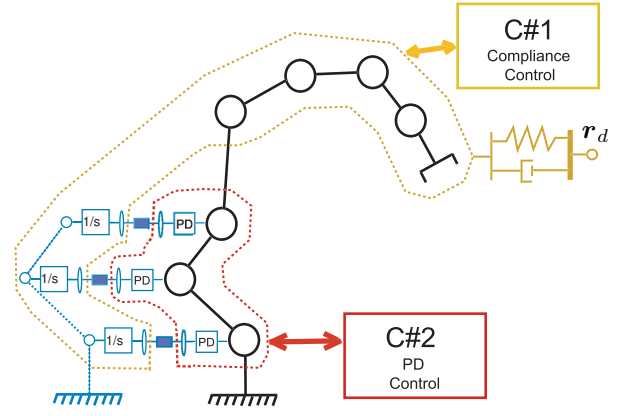 C#1
Compliance
Control
r_d
1/s
PD
1/s
PD
1/s
PD
C#2
PD
Control